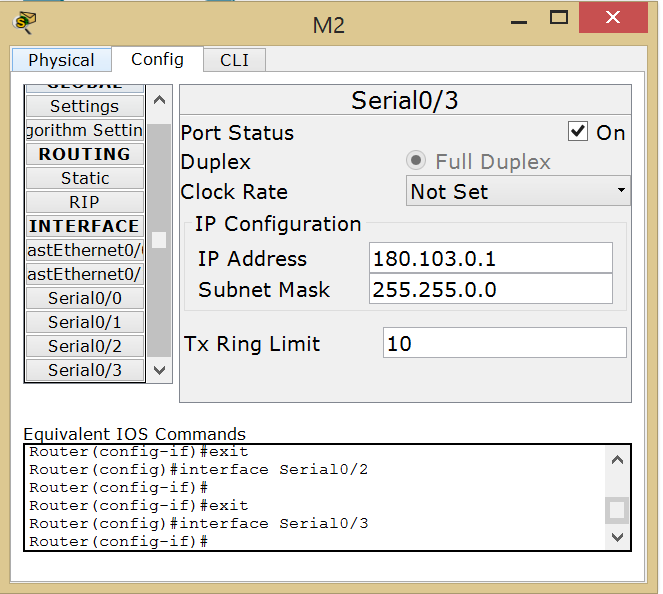 M2
Physical Config CLI
GLOBAL
Settings
gorithm Settin
ROUTING
Static
RIP
INTERFACE
astEthernet0/
astEthernet0/
Serial0/0
Serial0/1
Serial0/2
Serial0/3
Serial0/3
Port Status On
Duplex Full Duplex
Clock Rate Not Set
IP Configuration
IP Address 180.103.0.1
Subnet Mask 255.255.0.0
Tx Ring Limit 10
Equivalent IOS Commands
Router(config-if)#exit
Router(config)#interface Serial0/2
Router(config-if)#
Router(config-if)#exit
Router(config)#interface Serial0/3
Router(config-if)#